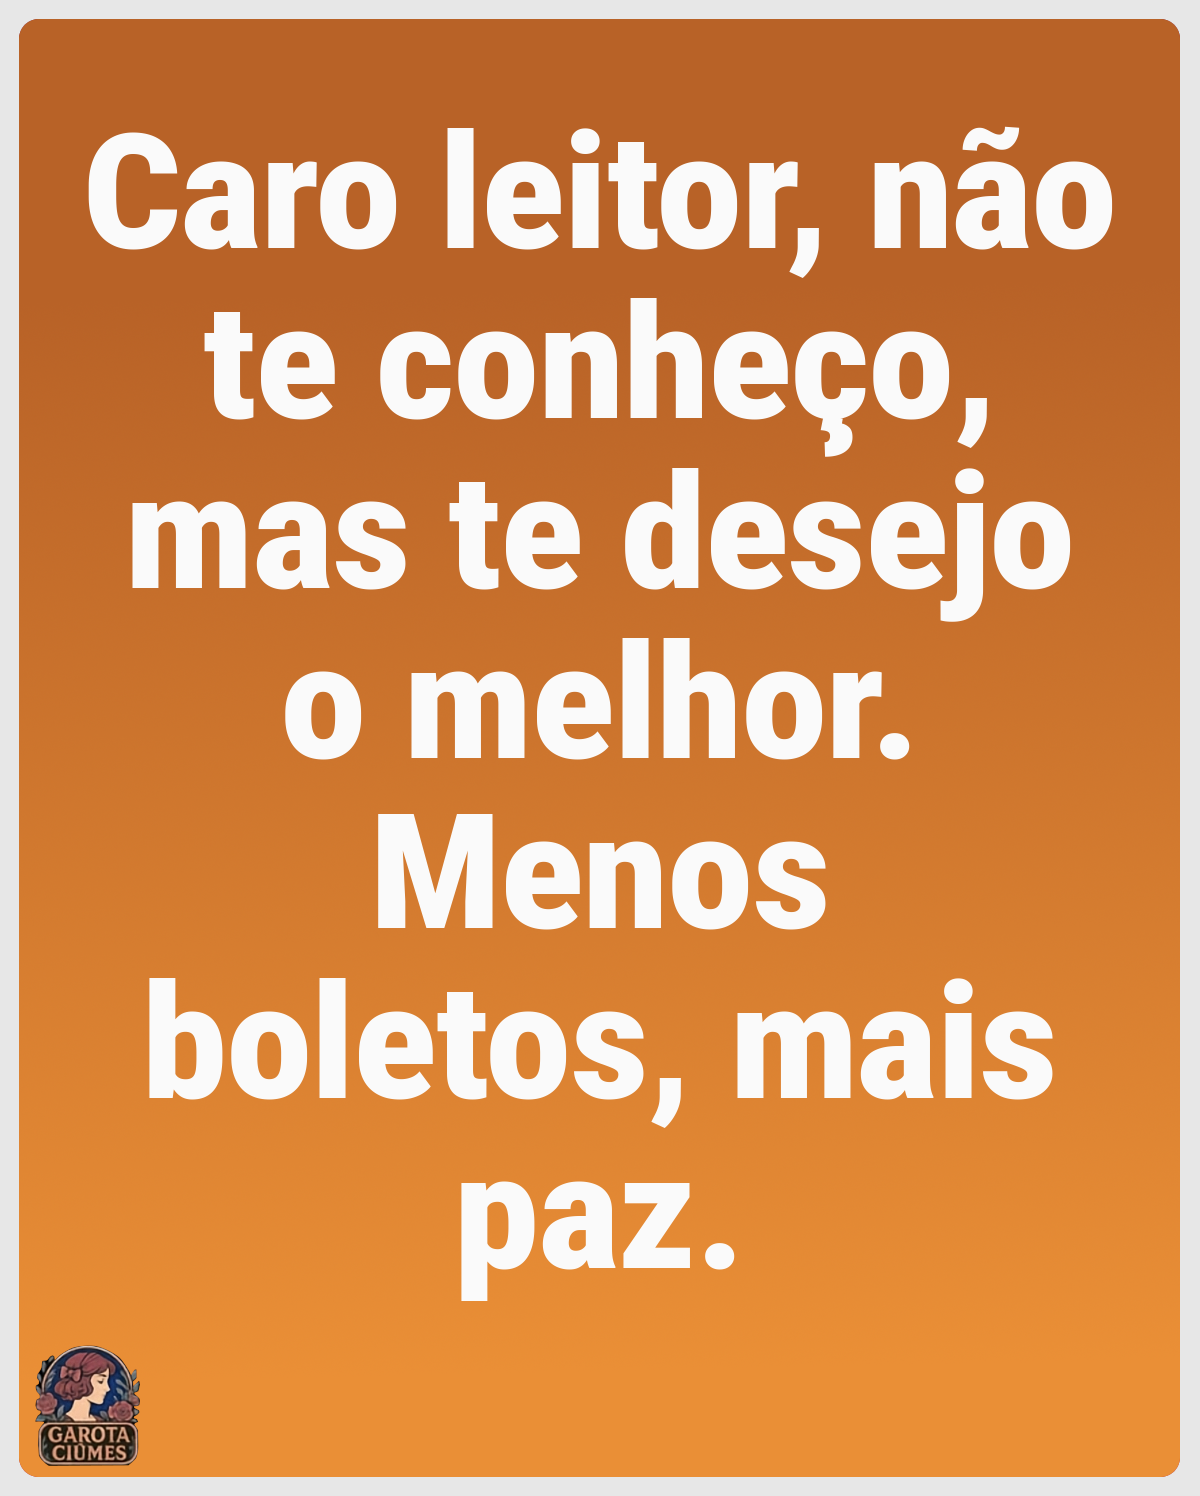 Caro leitor, não
te conheço,
mas te desejo
o melhor.
Menos
boletos, mais
paz.
GAROTA
CIÚMES